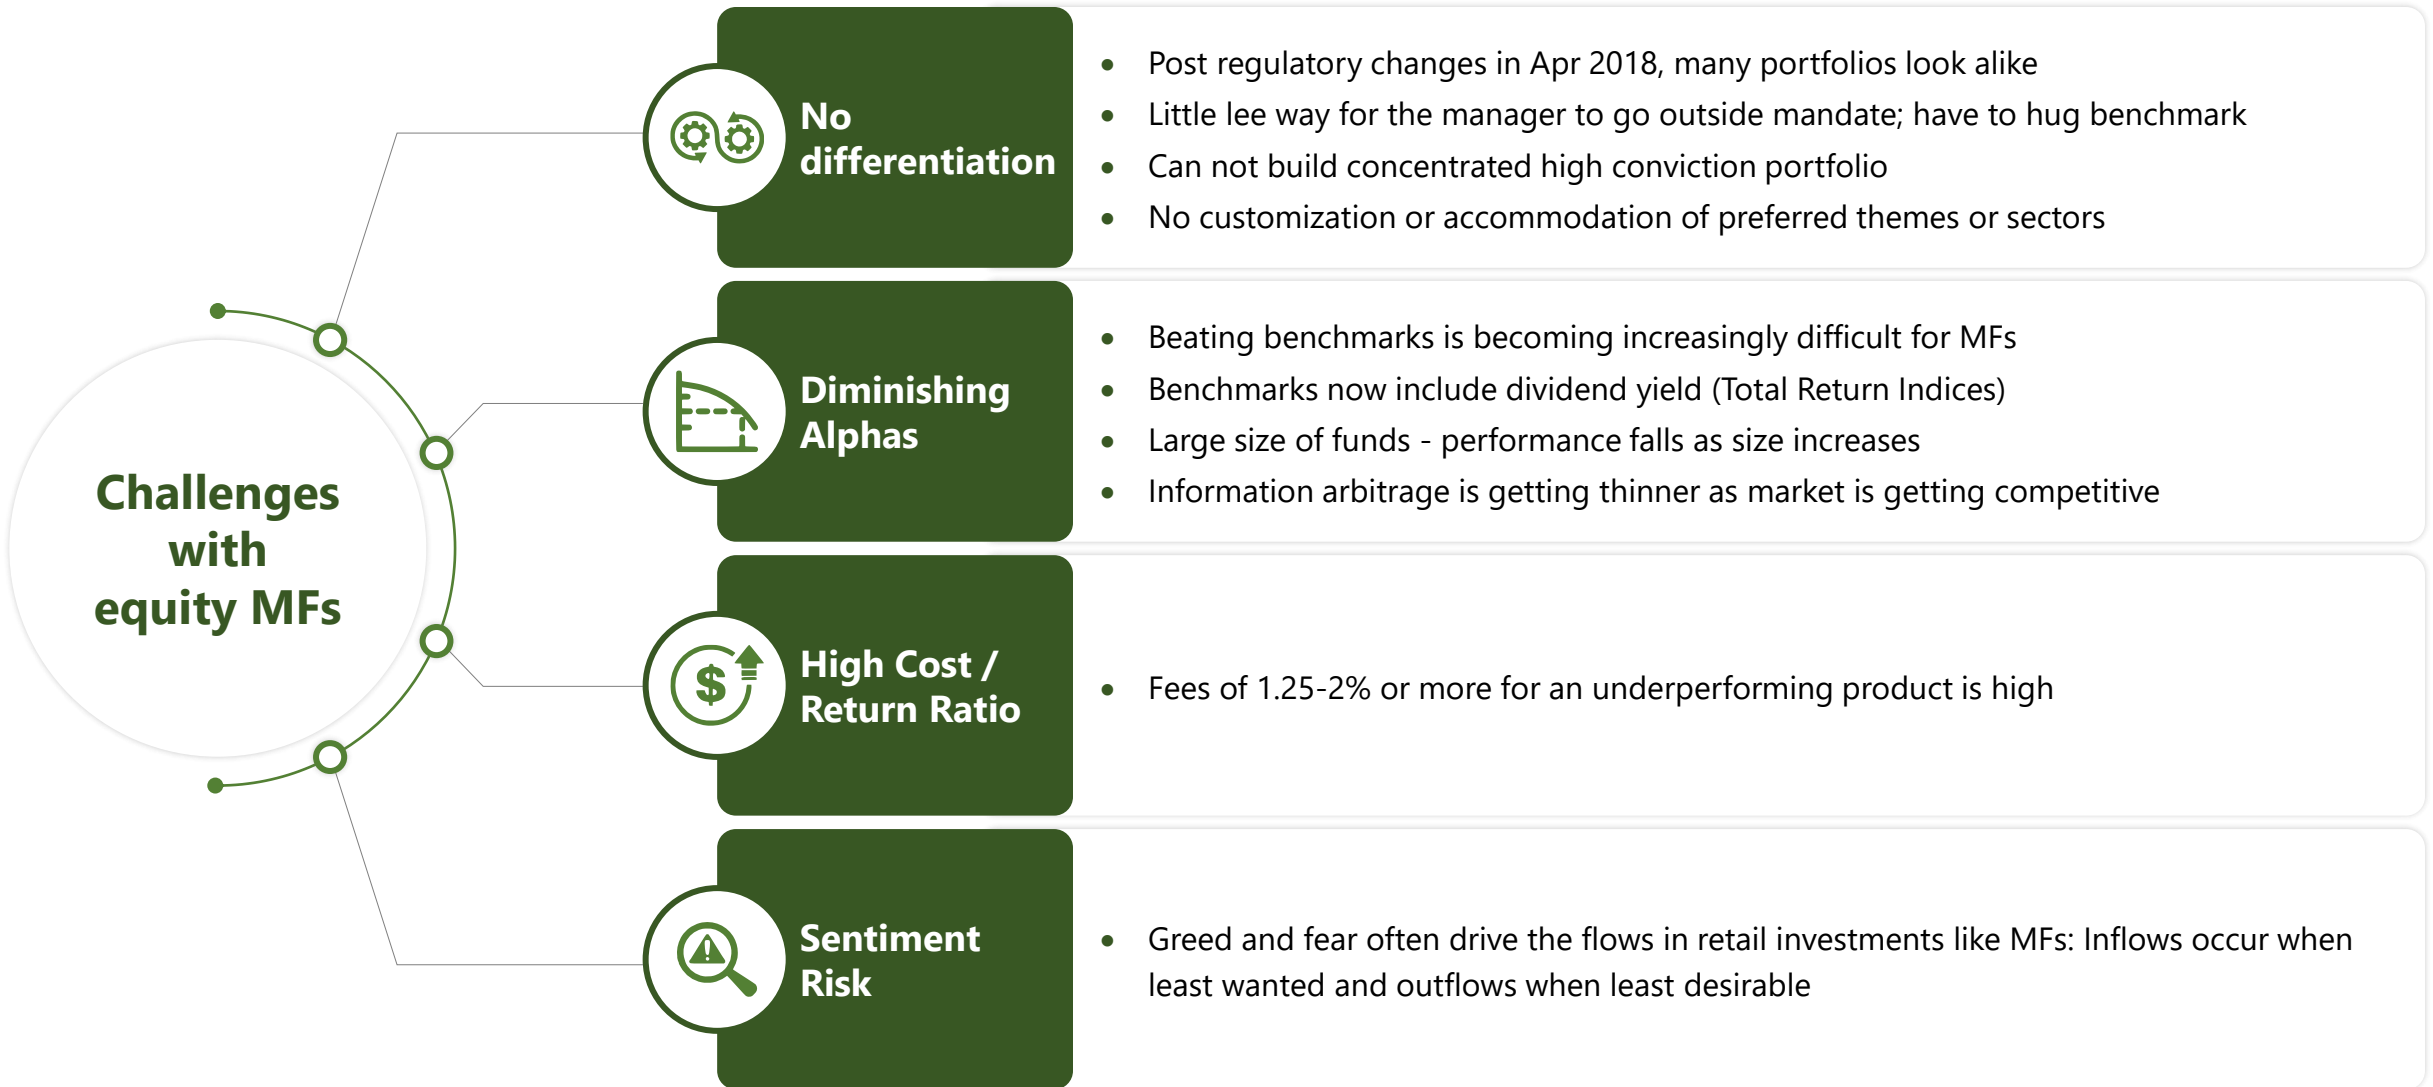 Challenges
with
equity MFs
No
differentiation
• Post regulatory changes in Apr 2018, many portfolios look alike
• Little lee way for the manager to go outside mandate; have to hug benchmark
• Can not build concentrated high conviction portfolio
• No customization or accommodation of preferred themes or sectors
Diminishing
Alphas
• Beating benchmarks is becoming increasingly difficult for MFs
• Benchmarks now include dividend yield (Total Return Indices)
• Large size of funds - performance falls as size increases
• Information arbitrage is getting thinner as market is getting competitive
$
High Cost /
Return Ratio
• Fees of 1.25-2% or more for an underperforming product is high
Sentiment
Risk
• Greed and fear often drive the flows in retail investments like MFs: Inflows occur when
least wanted and outflows when least desirable